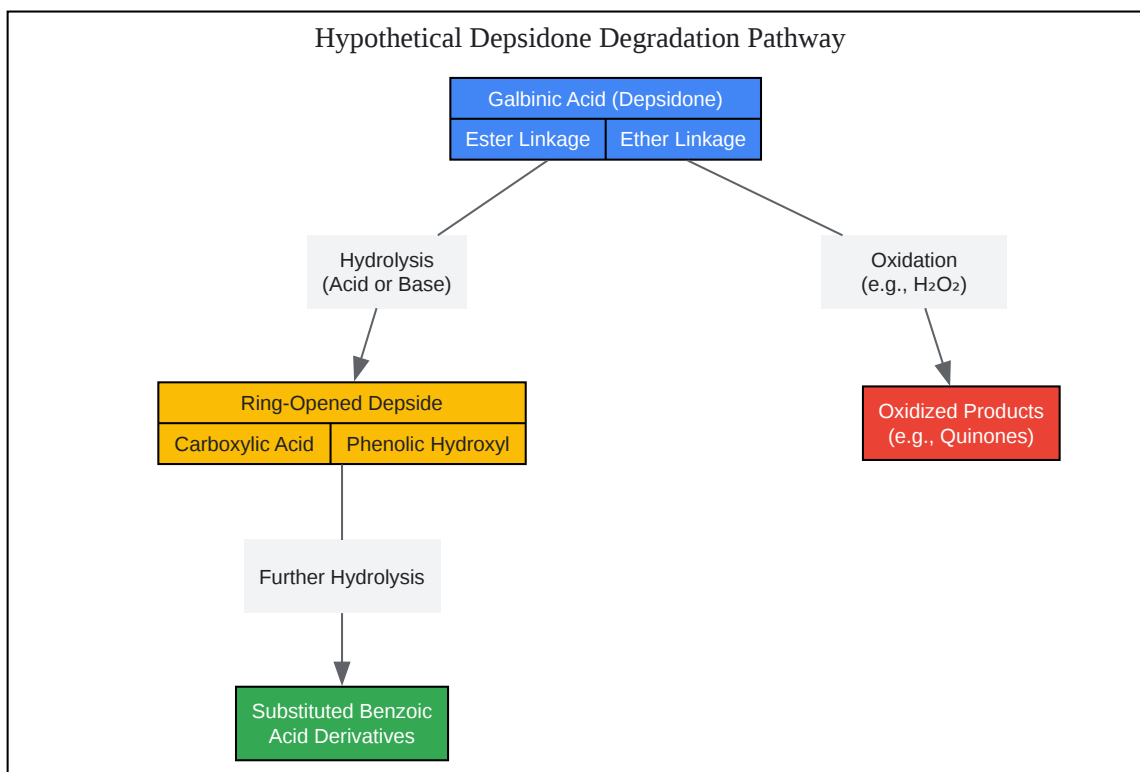 Hypothetical Depsidone Degradation Pathway
Galbinic Acid (Depsidone)
Ester Linkage
Ether Linkage
Hydrolysis
(Acid or Base)
Oxidation
(e.g., H₂O₂)
Ring-Opened Depside
Carboxylic Acid
Phenolic Hydroxyl
Oxidized Products
(e.g., Quinones)
Further Hydrolysis
Substituted Benzoic
Acid Derivatives